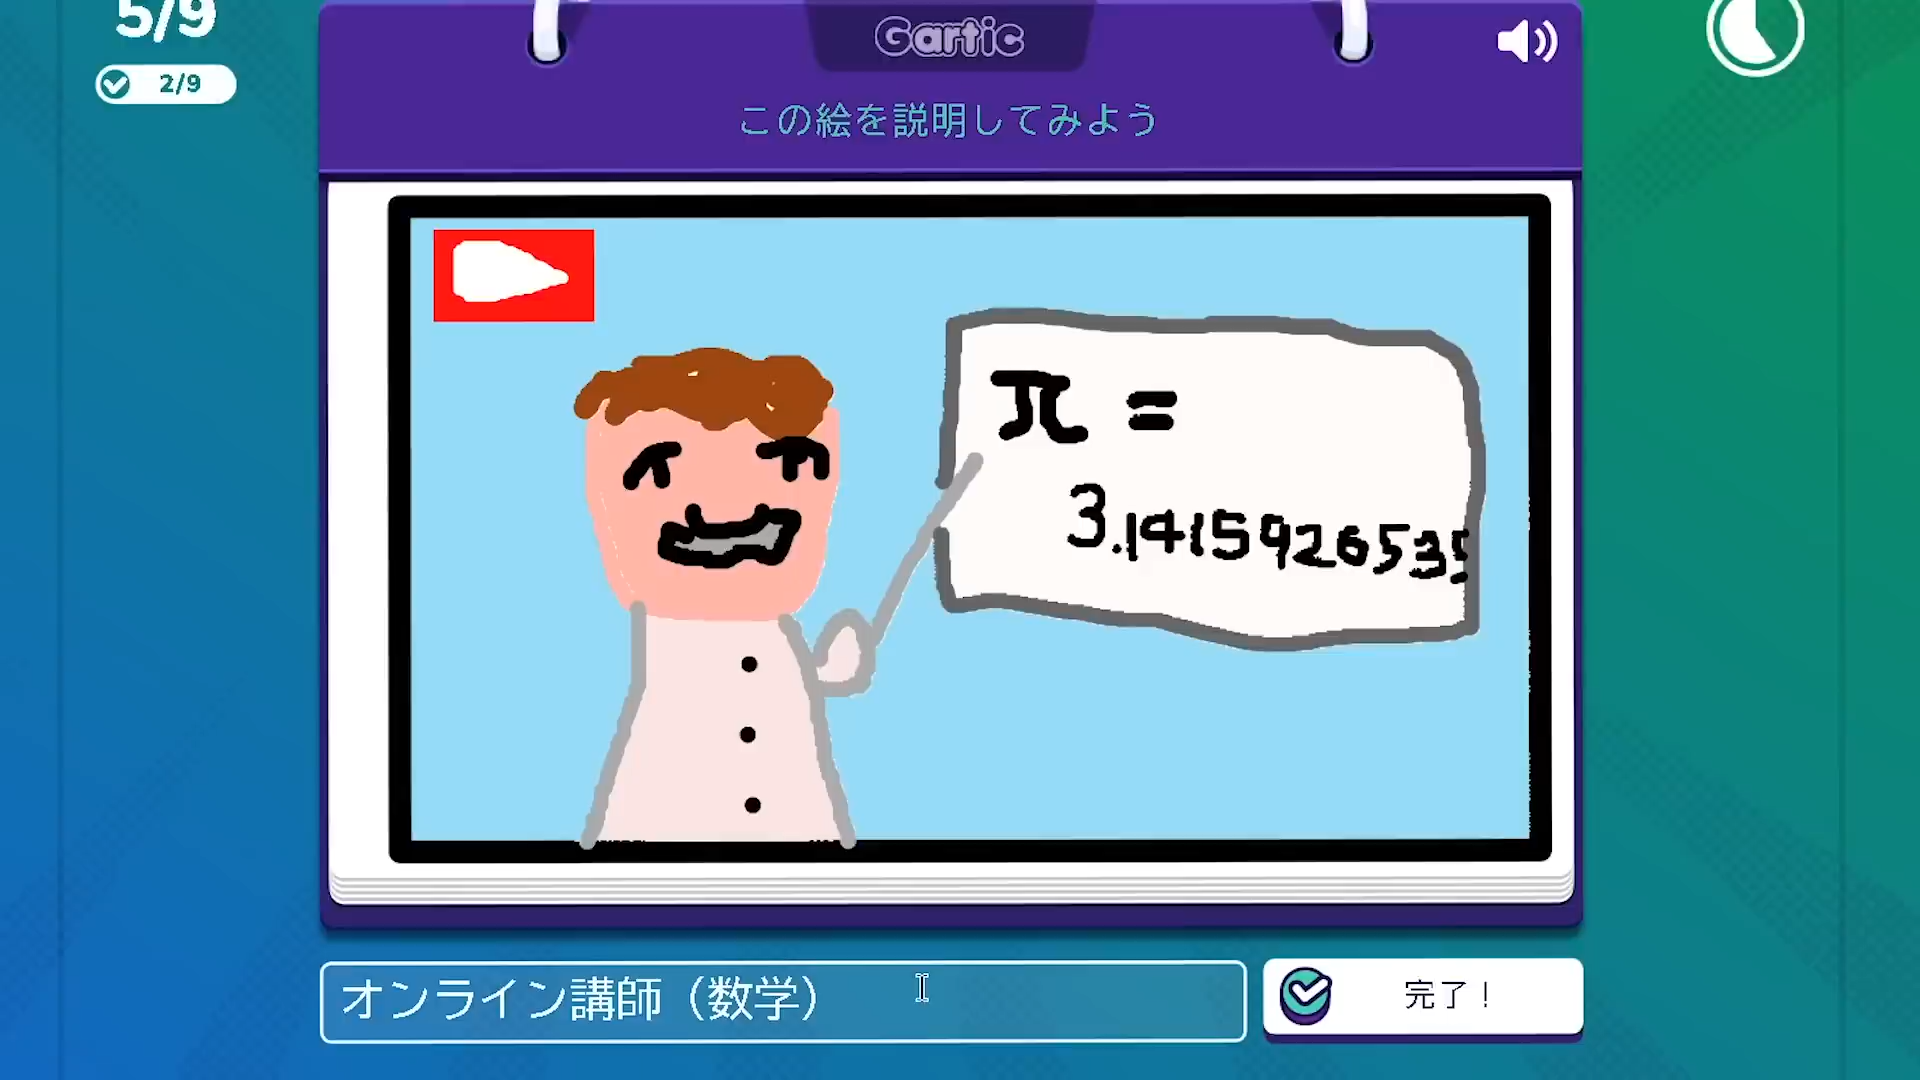 5/9
2/9
Gartic
この絵を説明してみよう
π =
3.1415926535
オンライン講師（数学）
完了！